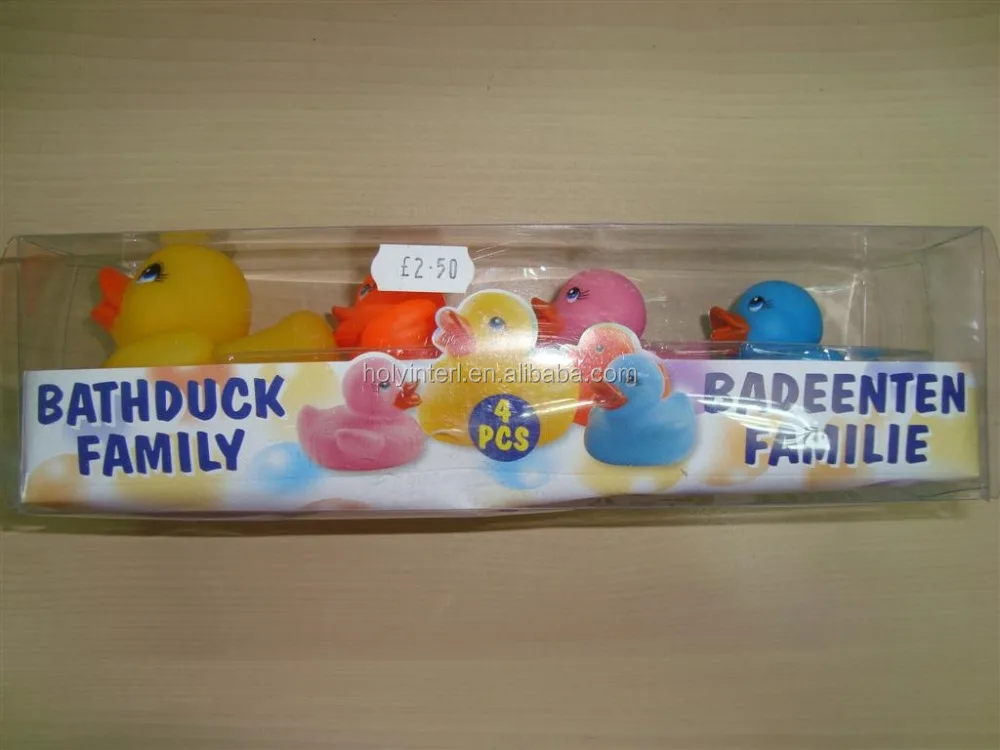 £2.50
holyinterl.en.alibaba.com
BATHDUCK
FAMILY
4
PCS
BADEENTEN
FAMILIE